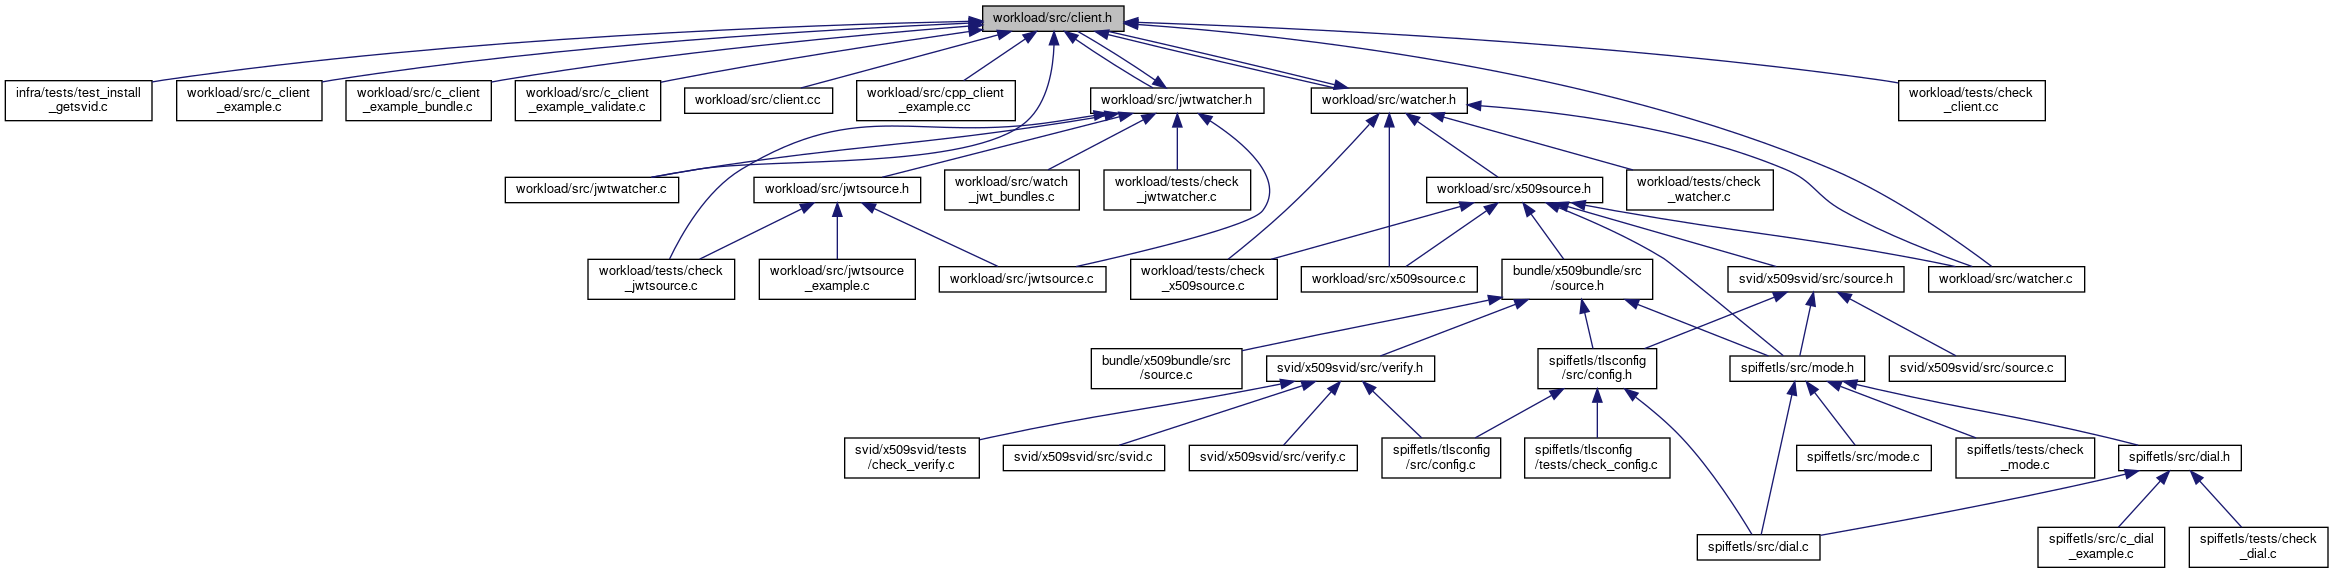 workload/src/client.h
infra/tests/test_install
_getsvid.c
workload/src/c_client
_example.c
workload/src/c_client
_example_bundle.c
workload/src/c_client
_example_validate.c
workload/src/client.cc
workload/src/cpp_client
_example.cc
workload/src/jwtwatcher.h
workload/src/watcher.h
workload/tests/check
_client.cc
workload/src/jwtwatcher.c
workload/src/jwtsource.h
workload/src/watch
_jwt_bundles.c
workload/tests/check
_jwtwatcher.c
workload/src/x509source.h
workload/tests/check
_watcher.c
workload/tests/check
_jwtsource.c
workload/src/jwtsource
_example.c
workload/src/jwtsource.c
workload/tests/check
_x509source.c
workload/src/x509source.c
bundle/x509bundle/src
/source.h
svid/x509svid/src/source.h
workload/src/watcher.c
bundle/x509bundle/src
/source.c
svid/x509svid/src/verify.h
spiffetls/tlsconfig
/src/config.h
spiffetls/src/mode.h
svid/x509svid/src/source.c
svid/x509svid/tests
/check_verify.c
svid/x509svid/src/svid.c
svid/x509svid/src/verify.c
spiffetls/tlsconfig
/src/config.c
spiffetls/tlsconfig
/tests/check_config.c
spiffetls/src/mode.c
spiffetls/tests/check
_mode.c
spiffetls/src/dial.h
spiffetls/src/dial.c
spiffetls/src/c_dial
_example.c
spiffetls/tests/check
_dial.c